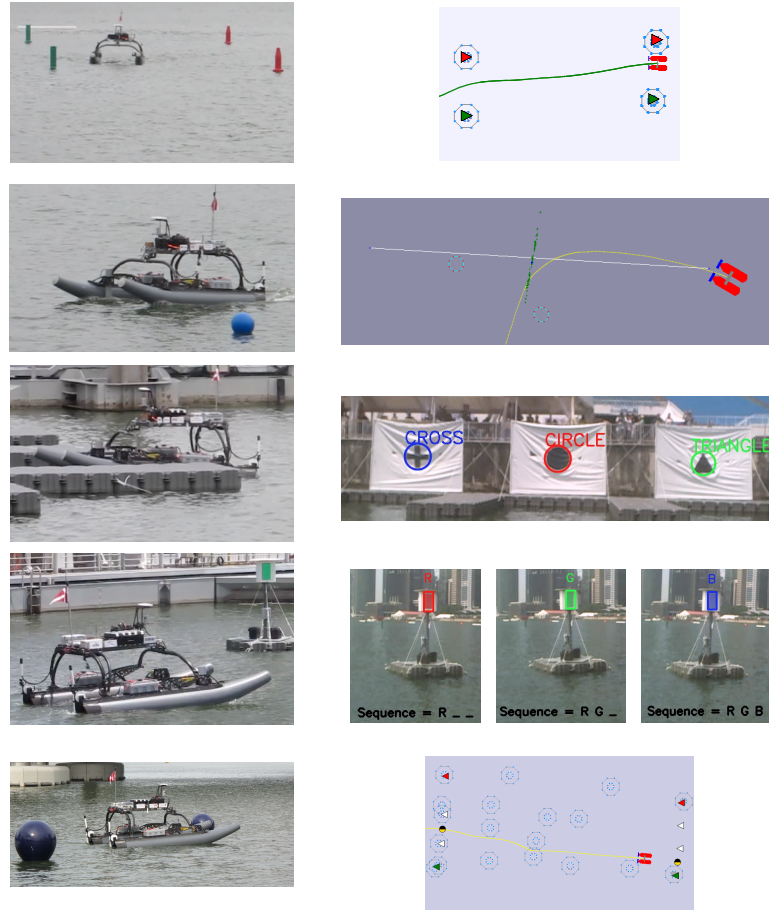 CROSS
CIRCLE
TRIANGLE
R
G
B
Sequence = R _ _
Sequence = R G _
Sequence = R G B